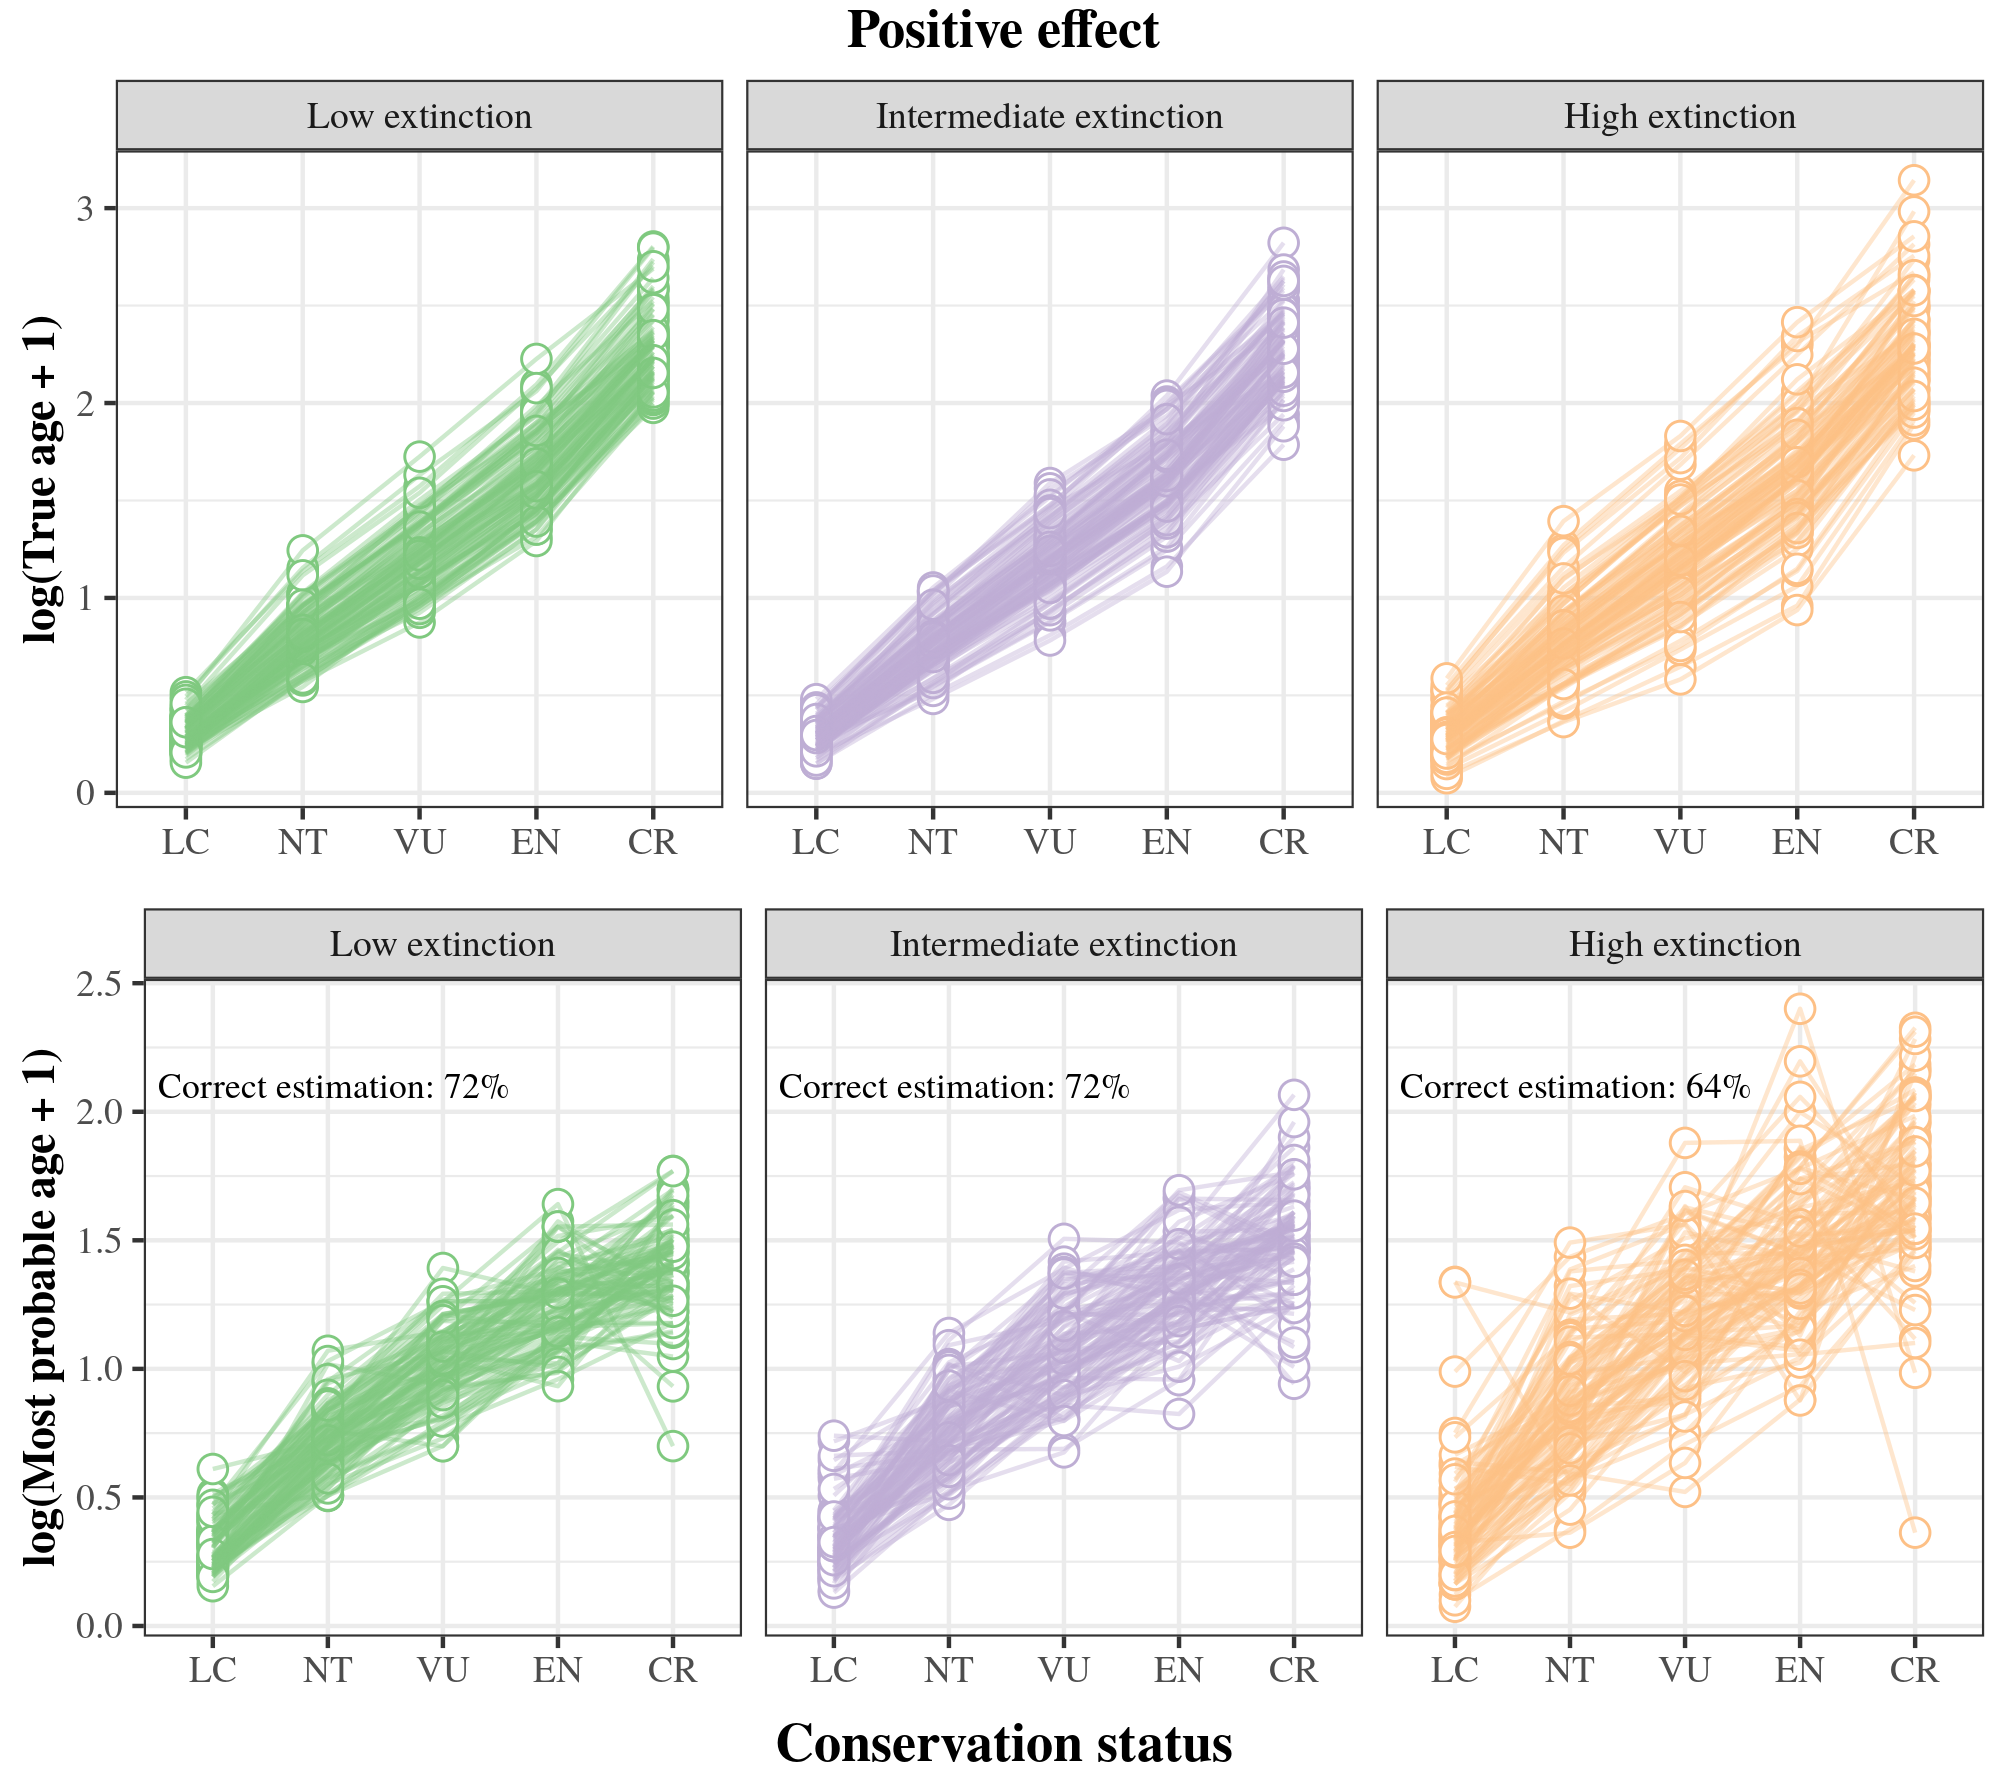 Positive effect
Low extinction
Intermediate extinction
High extinction
log(True age + 1)
3
2
1
0
LC NT VU EN CR
LC NT VU EN CR
LC NT VU EN CR
Low extinction
Intermediate extinction
High extinction
log(Most probable age + 1)
2.5
2.0
1.5
1.0
0.5
0.0
Correct estimation: 72%
Correct estimation: 72%
Correct estimation: 64%
LC NT VU EN CR
LC NT VU EN CR
LC NT VU EN CR
Conservation status